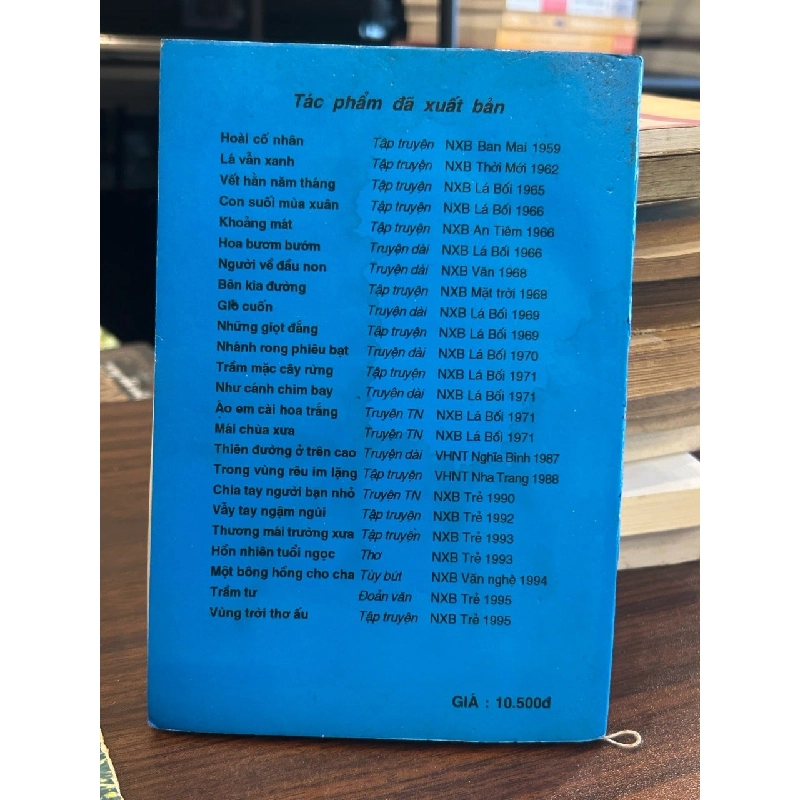 Tác phẩm đã xuất bản
Hoài cố nhân Tập truyện NXB Ban Mai 1959
Lá vẫn xanh Tập truyện NXB Thời Mới 1962
Vết hằn năm tháng Tập truyện NXB Lá Bối 1965
Con suối mùa xuân Tập truyện NXB Lá Bối 1966
Khoảng mát Tập truyện NXB An Tiêm 1966
Hoa bươm bướm Truyện dài NXB Lá Bối 1966
Người về đầu non Truyện dài NXB Văn 1968
Bên kia đường Tập truyện NXB Mặt trời 1968
Giò cuốn Truyện dài NXB Lá Bối 1969
Những giọt đắng Tập truyện NXB Lá Bối 1969
Nhánh rong phiêu bạt Truyện dài NXB Lá Bối 1970
Trầm mặc cây rừng Tập truyện NXB Lá Bối 1971
Như cánh chim bay Truyện dài NXB Lá Bối 1971
Áo em cài hoa trắng Truyện TN NXB Lá Bối 1971
Mái chùa xưa Truyện TN NXB Lá Bối 1971
Thiên đường ở trên cao Truyện dài VHNT Nghĩa Bình 1987
Trong vùng rêu im lặng Tập truyện VHNT Nha Trang 1988
Chia tay người bạn nhỏ Truyện TN NXB Trẻ 1990
Vẫy tay ngậm ngùi Tập truyện NXB Trẻ 1992
Thương mái trường xưa Tập truyện NXB Trẻ 1993
Hồn nhiên tuổi ngọc Thơ NXB Trẻ 1993
Một bông hồng cho cha Tùy bút NXB Văn nghệ 1994
Trầm tư Đoản văn NXB Trẻ 1995
Vùng trời thơ ấu Tập truyện NXB Trẻ 1995
GIÁ : 10.500đ